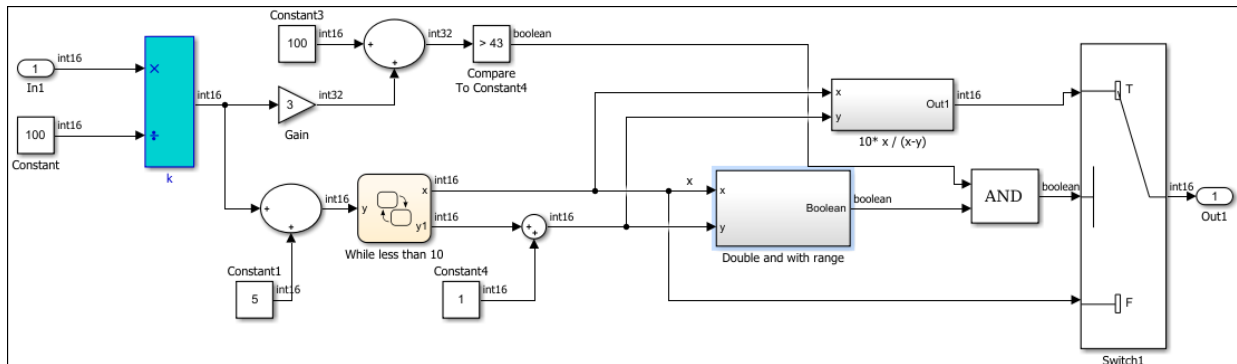 Constant3
100
int16
int32
> 43
boolean
Compare
To Constant4
1
In1
int16
×
÷
int16
k
100
Constant
int16
3
Gain
int32
x
y
Out1
int16
10* x / (x-y)
T
int16
y
x
y1
int16
int16
While less than 10
int16
x
x
y
Boolean
boolean
Double and with range
AND
boolean
int16
1
Out1
Constant1
5
int16
Constant4
1
int16
F
Switch1